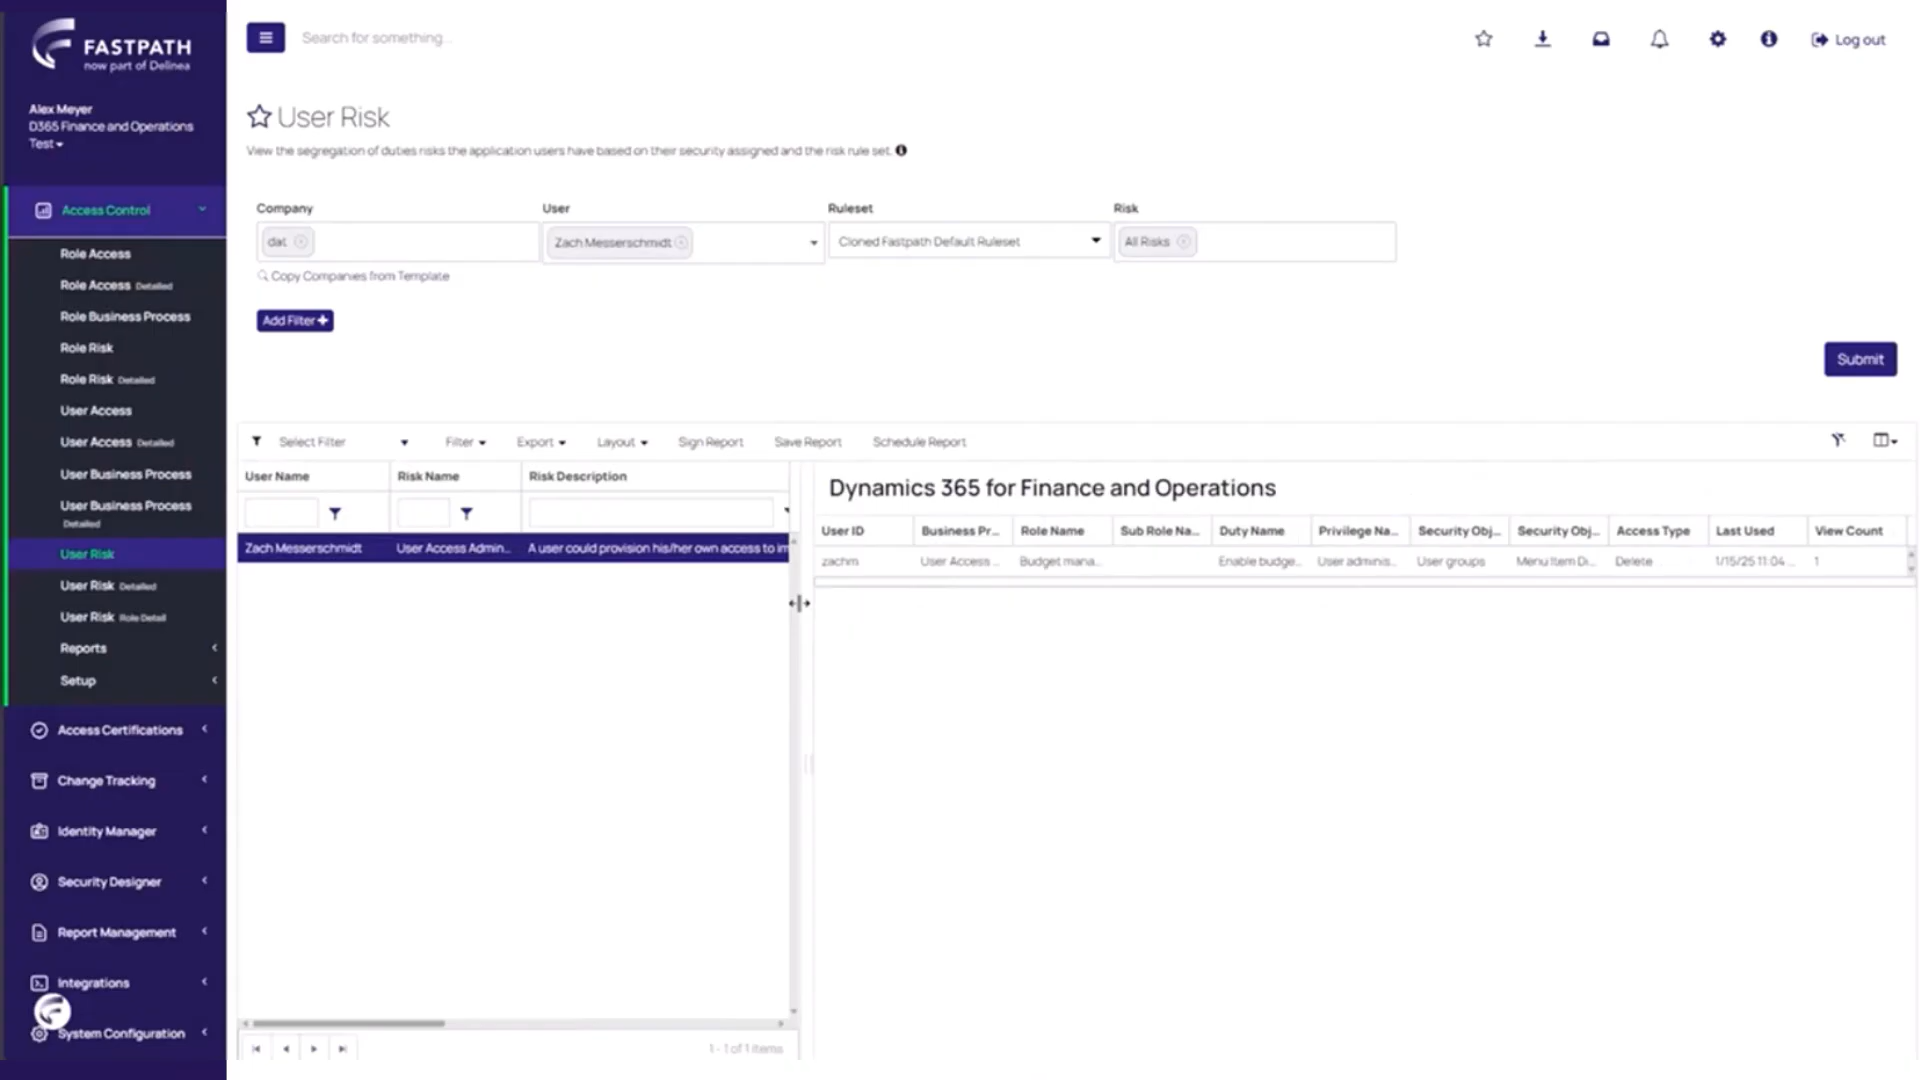 FASTPATH
now part of Delinea
Alex Meyer
D365 Finance and Operations
Test
Access Control
Role Access
Role Access Detailed
Role Business Process
Role Risk
Role Risk Detailed
User Access
User Access Detailed
User Business Process
User Business Process
Detailed
User Risk
User Risk Detailed
User Risk Role Detail
Reports
Setup
Access Certifications
Change Tracking
Identity Manager
Security Designer
Report Management
Integrations
System Configuration
Search for something...
Log out
User Risk
View the segregation of duties risks the application users have based on their security assigned and the risk rule set.
Company User Ruleset Risk
dat Zach Messerschmidt Cloned Fastpath Default Ruleset All Risks
Copy Companies from Template
Add Filter +
Submit
Select Filter Filter Export Layout Sign Report Save Report Schedule Report
User Name Risk Name Risk Description
Zach Messerschmidt User Access Admin... A user could provision his/her own access to im
1 - 1 of 1 items
Dynamics 365 for Finance and Operations
User ID Business Pr... Role Name Sub Role Na... Duty Name Privilege Na... Security Obj... Security Obj... Access Type Last Used View Count
zachm User Access ... Budget mana... Enable budge... User adminis... User groups Menu Item Di... Delete 1/15/25 11:04 ... 1